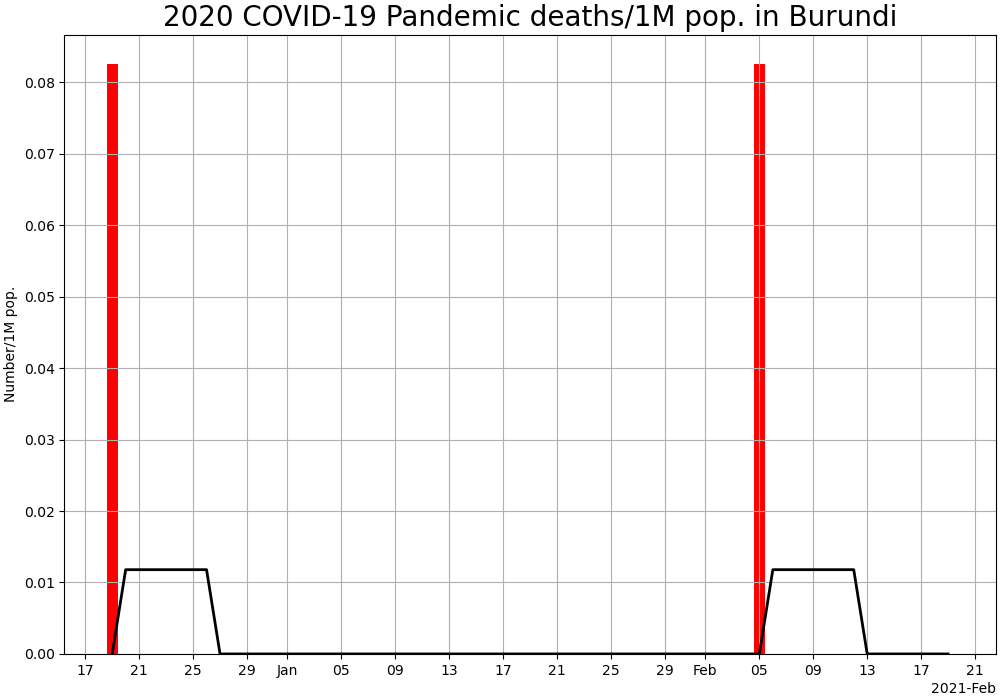 2020 COVID-19 Pandemic deaths/1M pop. in Burundi
Number/1M pop.
0.08
0.07
0.06
0.05
0.04
0.03
0.02
0.01
0.00
17 21 25 29 Jan 05 09 13 17 21 25 29 Feb 05 09 13 17 21
2021-Feb